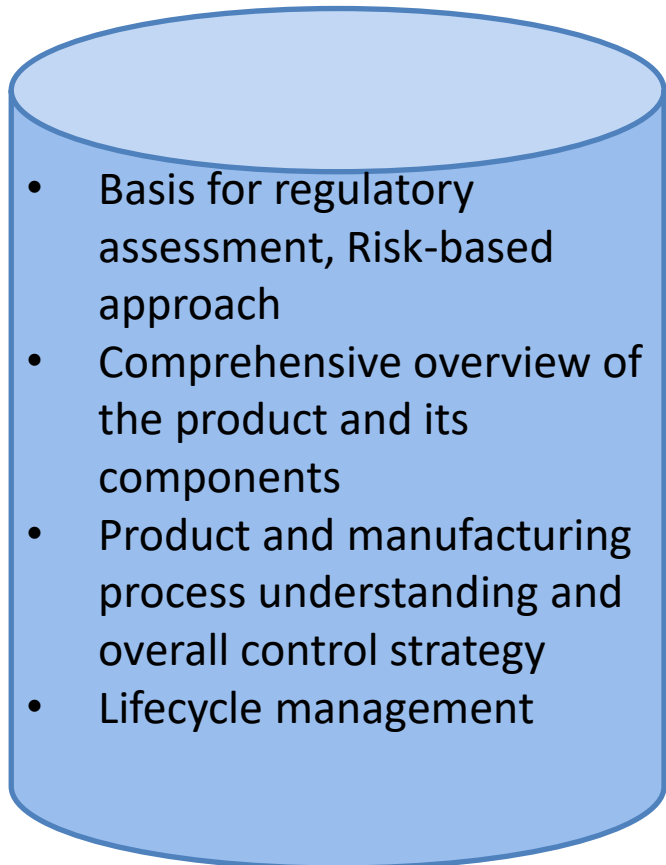 • Basis for regulatory
assessment, Risk-based
approach
• Comprehensive overview of
the product and its
components
• Product and manufacturing
process understanding and
overall control strategy
• Lifecycle management